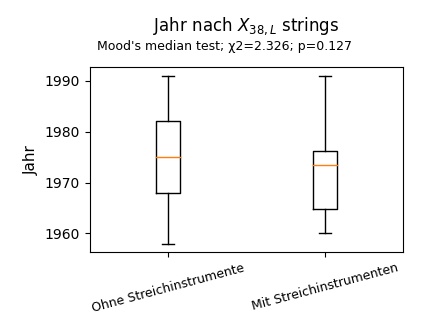 Jahr nach X38,L strings
Mood's median test; χ2=2.326; p=0.127
1990
1980
1970
1960
Jahr
Ohne Streichinstrumente
Mit Streichinstrumenten